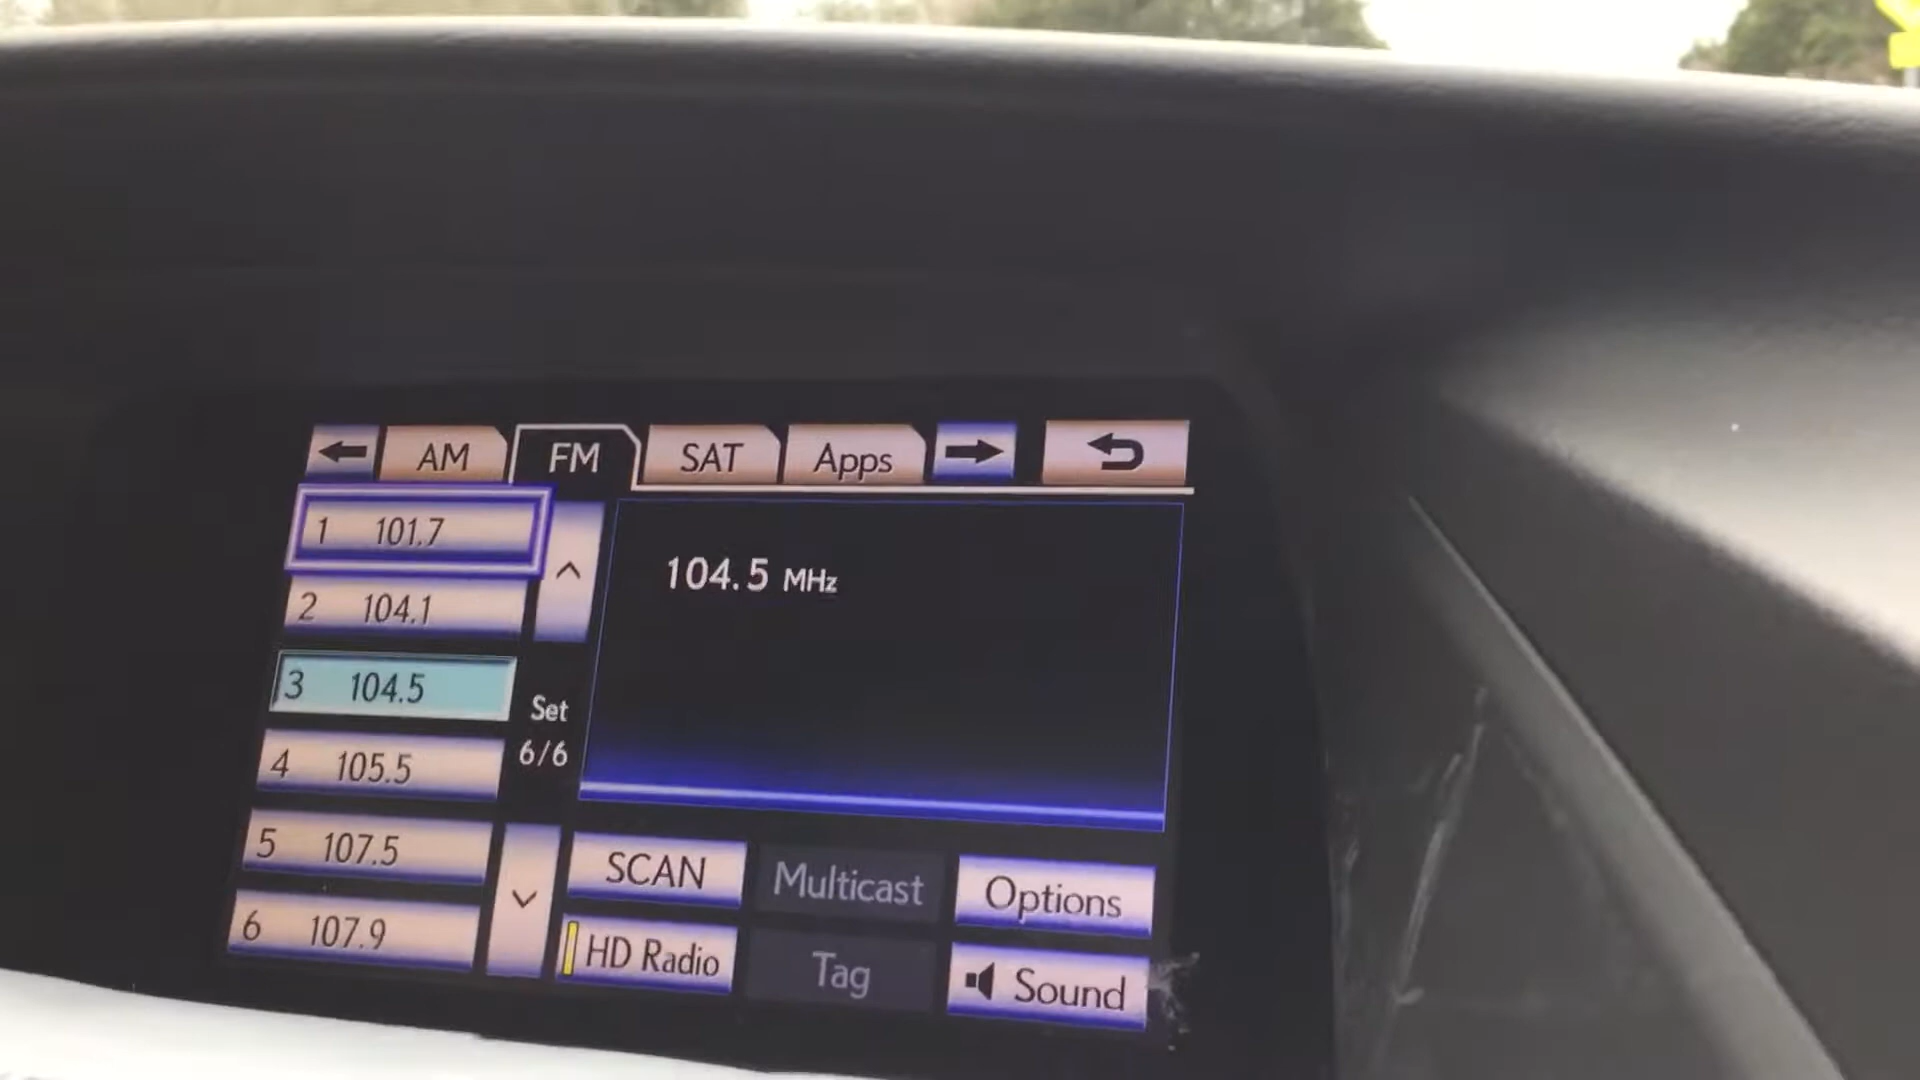 AM FM SAT Apps
1 101.7
2 104.1
3 104.5
4 105.5
5 107.5
6 107.9
Set
6/6
104.5 MHz
SCAN Multicast Options
HD Radio Tag Sound